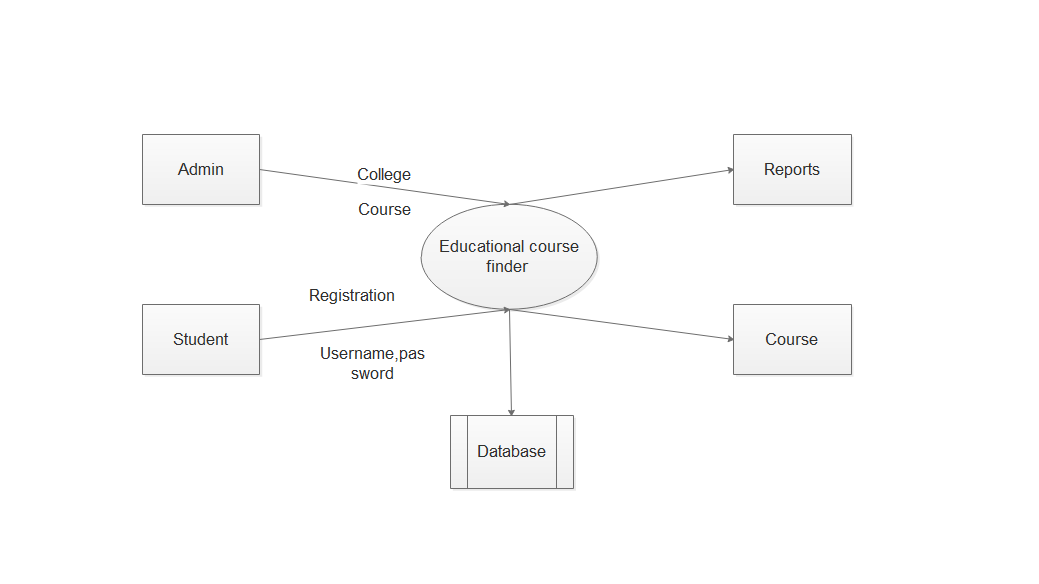 Admin
College
Reports
Course
Educational course
finder
Registration
Student
Username,pas
sword
Course
Database